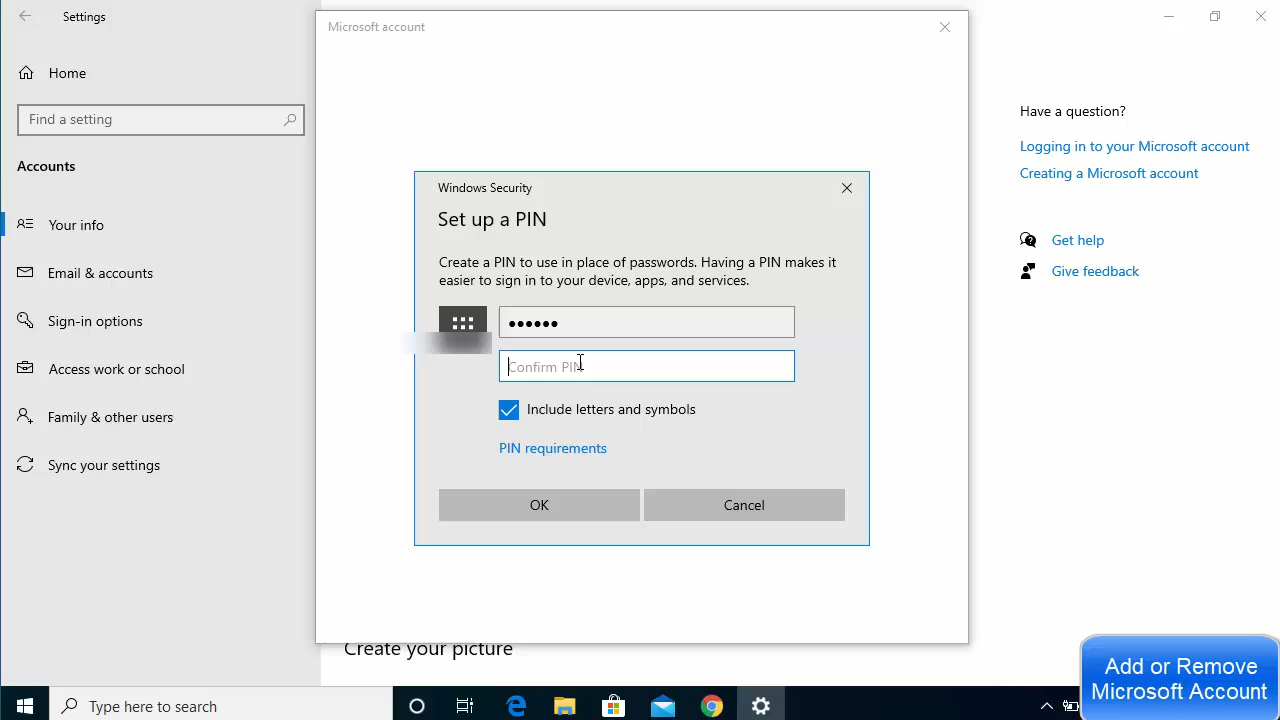 Settings
Home
Find a setting
Accounts
Your info
Email & accounts
Sign-in options
Access work or school
Family & other users
Sync your settings
Microsoft account
Windows Security
Set up a PIN
Create a PIN to use in place of passwords. Having a PIN makes it
easier to sign in to your device, apps, and services.
●●●●●●
Confirm PIN
Include letters and symbols
PIN requirements
OK
Cancel
Create your picture
Have a question?
Logging in to your Microsoft account
Creating a Microsoft account
Get help
Give feedback
Add or Remove
Microsoft Account
Type here to search